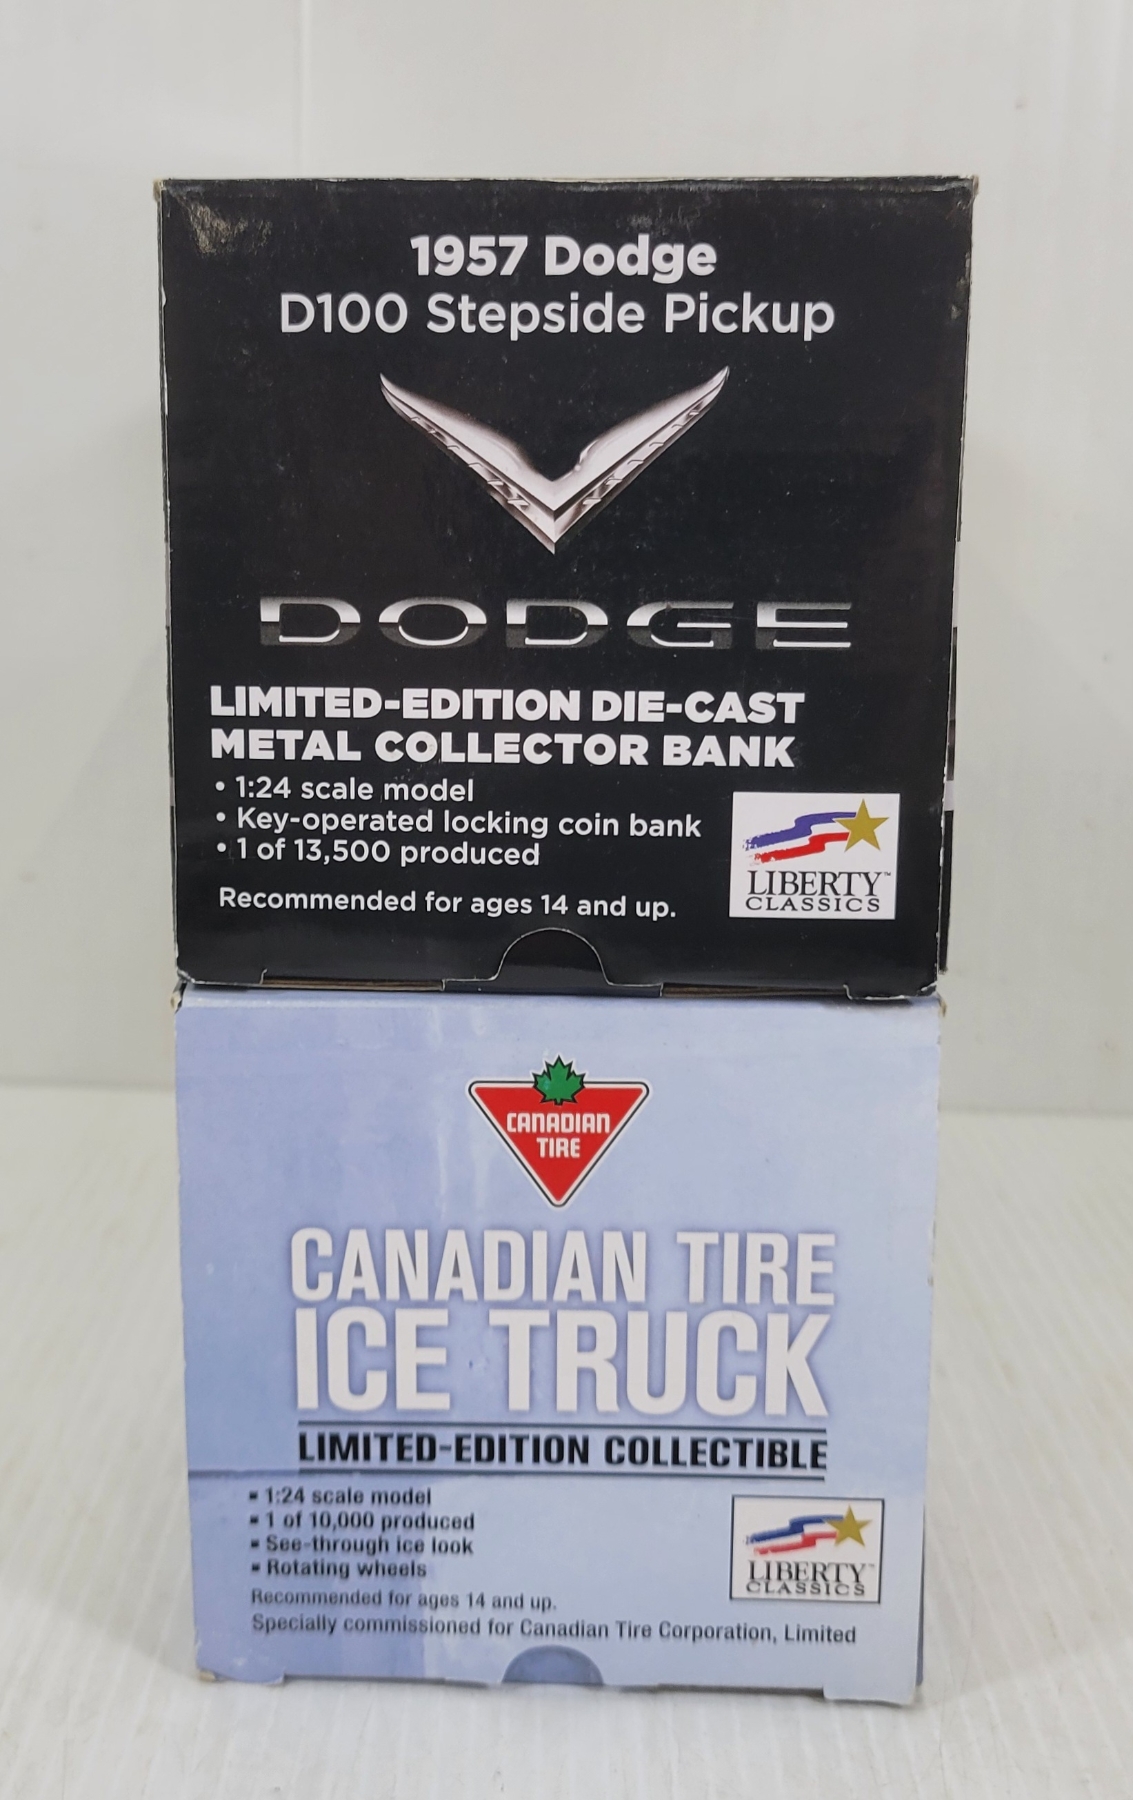 1957 Dodge
D100 Stepside Pickup
DODGE
LIMITED-EDITION DIE-CAST
METAL COLLECTOR BANK
• 1:24 scale model
• Key-operated locking coin bank
• 1 of 13,500 produced
Recommended for ages 14 and up.
LIBERTY™
CLASSICS
CANADIAN
TIRE
CANADIAN TIRE
ICE TRUCK
LIMITED-EDITION COLLECTIBLE
▪ 1:24 scale model
▪ 1 of 10,000 produced
▪ See-through ice look
▪ Rotating wheels
Recommended for ages 14 and up.
Specially commissioned for Canadian Tire Corporation, Limited
LIBERTY™
CLASSICS